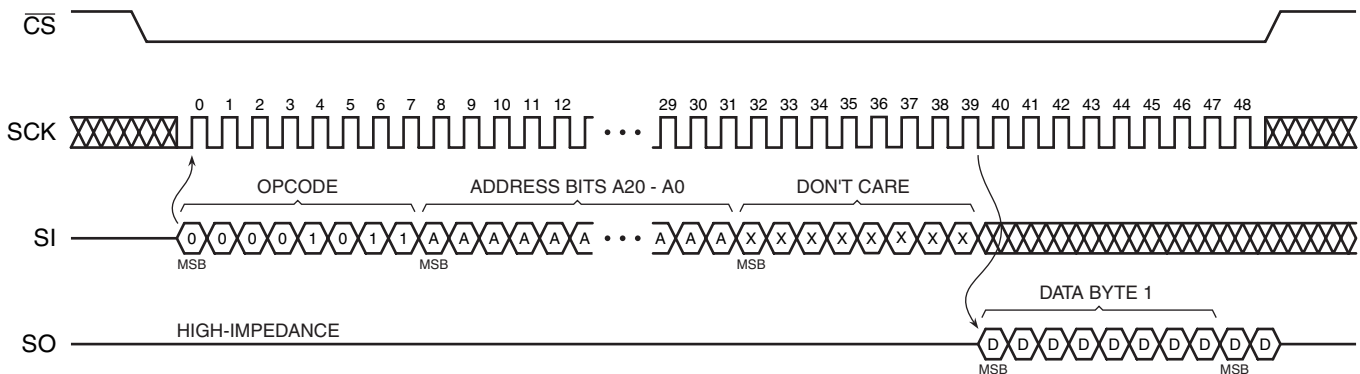 CS
0 1 2 3 4 5 6 7 8 9 10 11 12 29 30 31 32 33 34 35 36 37 38 39 40 41 42 43 44 45 46 47 48
SCK
OPCODE ADDRESS BITS A20 - A0 DON'T CARE
SI 0 0 0 0 1 0 1 1 A A A A A A A A A X X X X X X X X
MSB MSB MSB
DATA BYTE 1
HIGH-IMPEDANCE
SO D D D D D D D D D D
MSB MSB